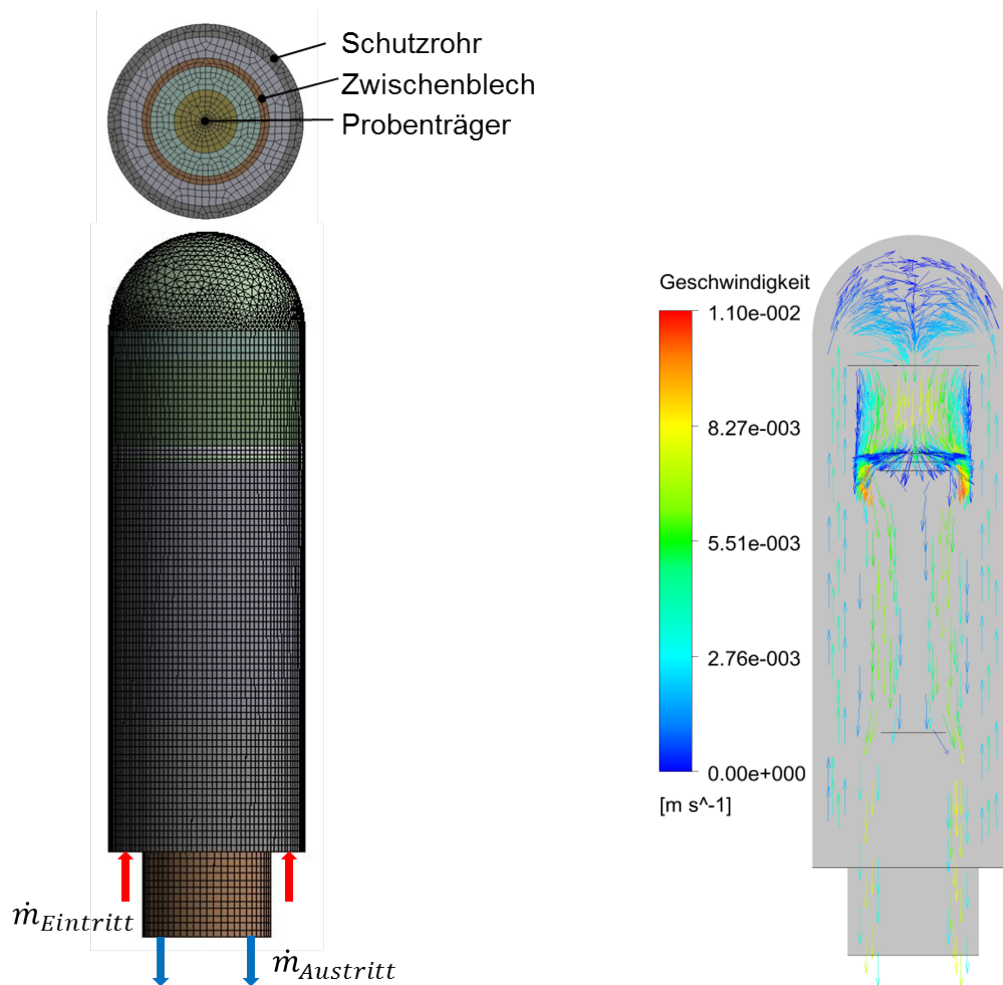 Schutzrohr
Zwischenblech
Probenträger
Geschwindigkeit
1.10e-002
8.27e-003
5.51e-003
2.76e-003
0.00e+000
[m s^-1]
ṁ_Eintritt
ṁ_Austritt